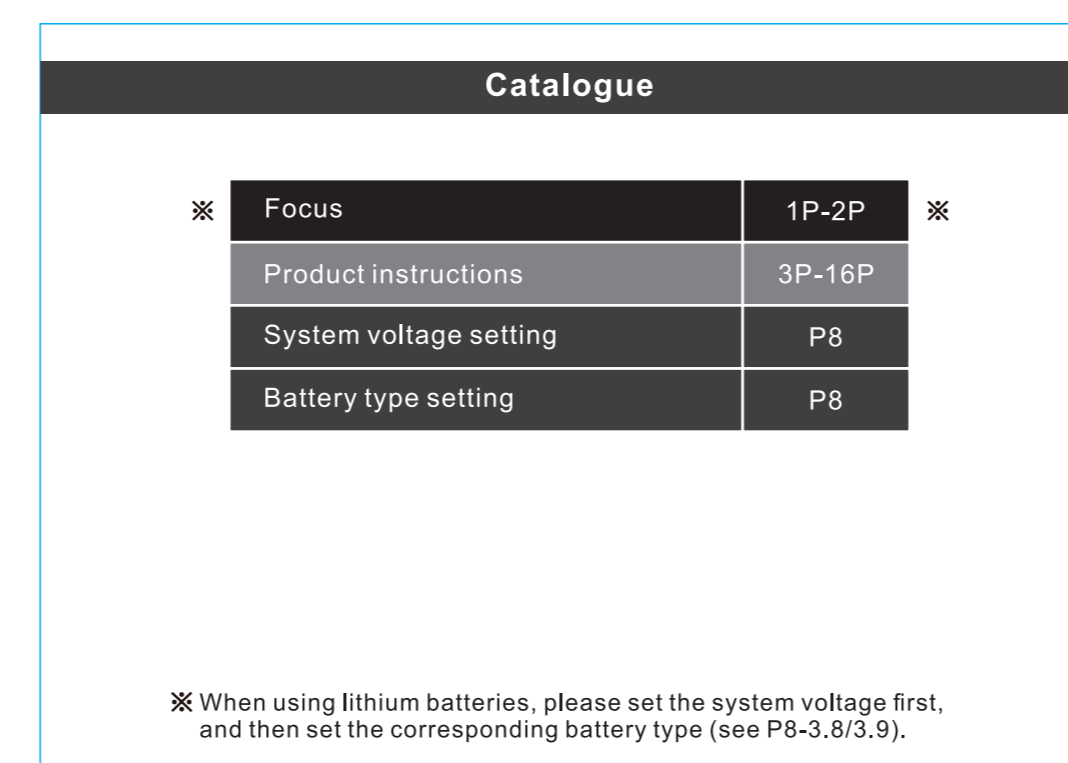 Catalogue
※ Focus 1P-2P ※
Product instructions 3P-16P
System voltage setting P8
Battery type setting P8
※ When using lithium batteries, please set the system voltage first,
and then set the corresponding battery type (see P8-3.8/3.9).